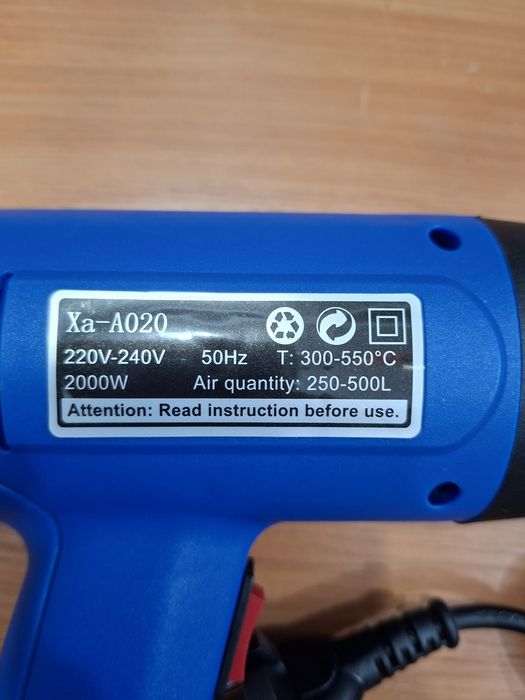 Xa-A020
220V-240V 50Hz T: 300-550°C
2000W Air quantity: 250-500L
Attention: Read instruction before use.